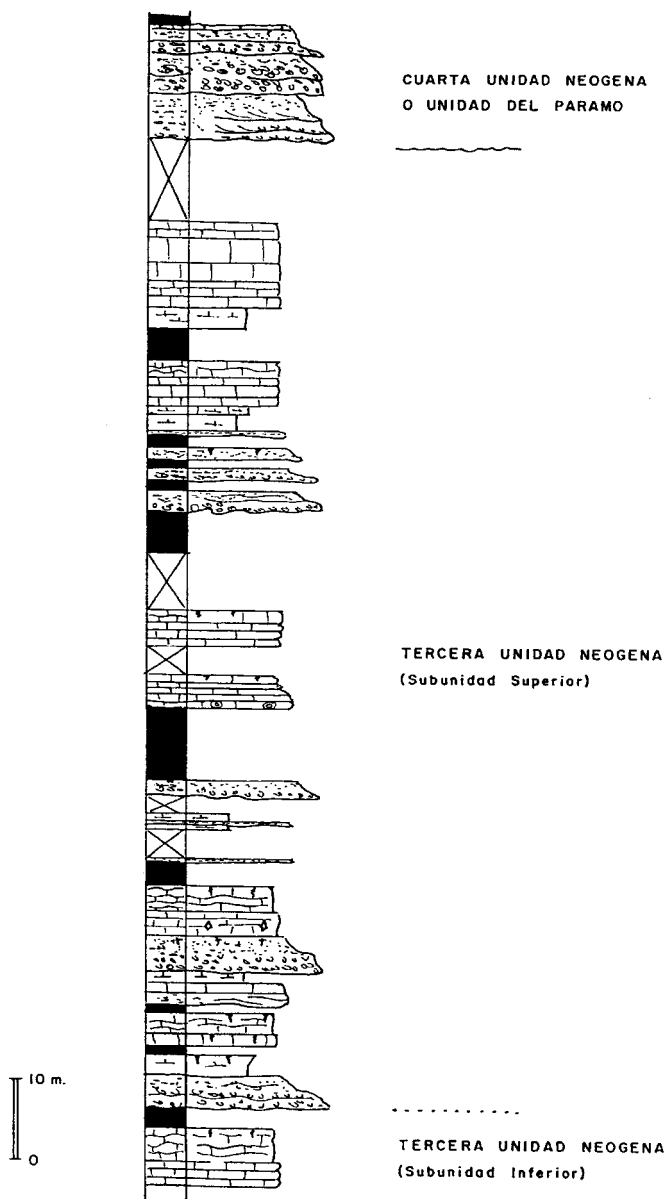 CUARTA UNIDAD NEOGENA
O UNIDAD DEL PARAMO
TERCERA UNIDAD NEOGENA
(Subunidad Superior)
10 m.
0
TERCERA UNIDAD NEOGENA
(Subunidad Inferior)